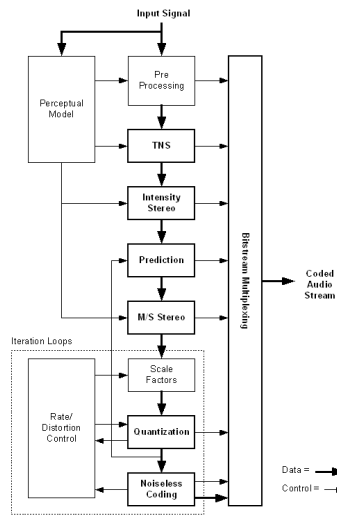 Input Signal
Pre
Processing
Perceptual
Model
TNS
Intensity
Stereo
Prediction
M/S Stereo
Bitstream Multiplexing
Coded
Audio
Stream
Iteration Loops
Scale
Factors
Rate/
Distortion
Control
Quantization
Noiseless
Coding
Data =
Control =